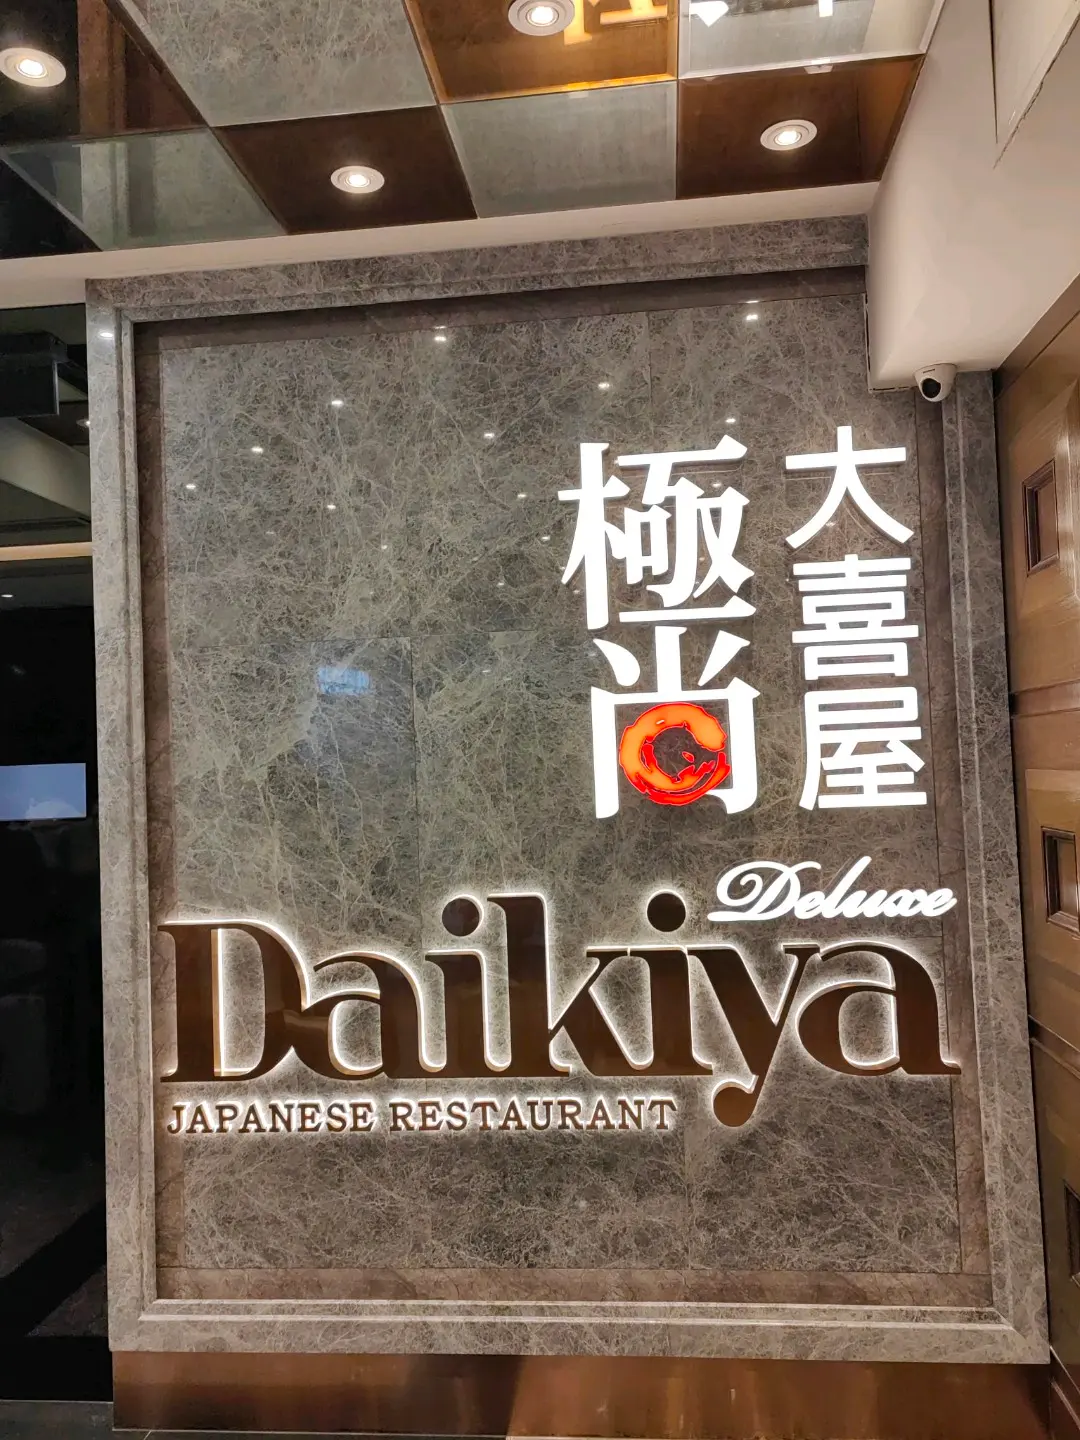 大喜屋
極尚
Deluxe
Daikiya
JAPANESE RESTAURANT